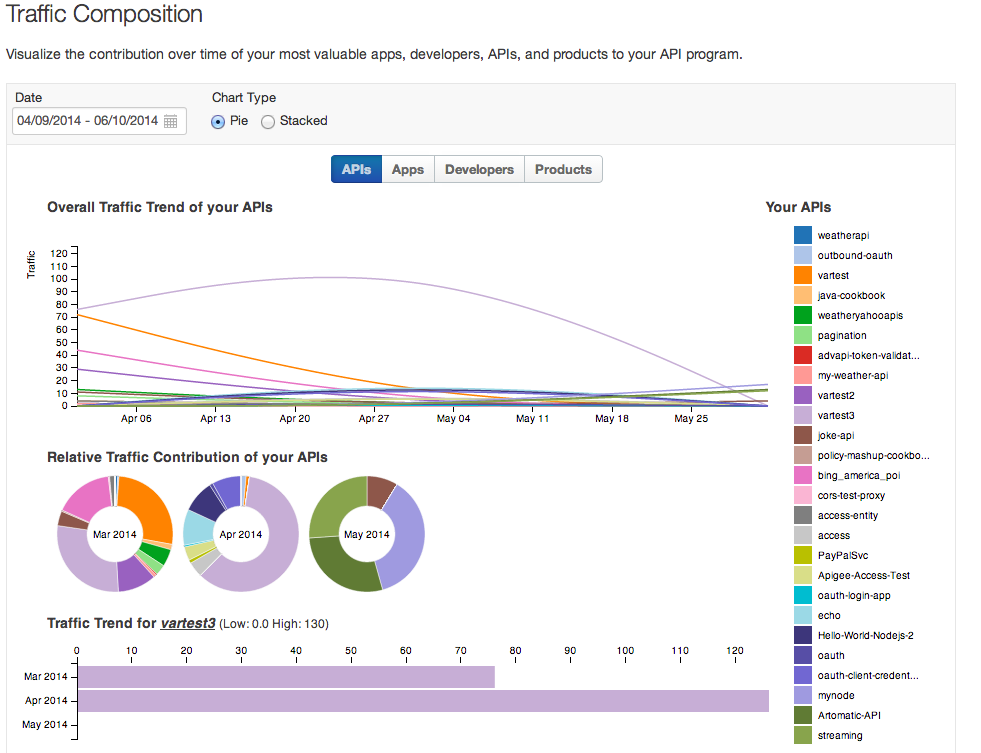 Traffic Composition
Visualize the contribution over time of your most valuable apps, developers, APIs, and products to your API program.
Date
Chart Type
04/09/2014 - 06/10/2014
Pie
Stacked
APIs
Apps
Developers
Products
Overall Traffic Trend of your APIs
Traffic
120
110
100
90
80
70
60
50
40
30
20
10
0
Apr 06
Apr 13
Apr 20
Apr 27
May 04
May 11
May 18
May 25
Relative Traffic Contribution of your APIs
Mar 2014
Apr 2014
May 2014
Traffic Trend for vartest3 (Low: 0.0 High: 130)
0
10
20
30
40
50
60
70
80
90
100
110
120
Mar 2014
Apr 2014
May 2014
Your APIs
weatherapi
outbound-oauth
vartest
java-cookbook
weatheryahooapis
pagination
advapi-token-validat...
my-weather-api
vartest2
vartest3
joke-api
policy-mashup-cookbo...
bing_america_poi
cors-test-proxy
access-entity
access
PayPalSvc
Apigee-Access-Test
oauth-login-app
echo
Hello-World-Nodejs-2
oauth
oauth-client-credent...
mynode
Artomatic-API
streaming